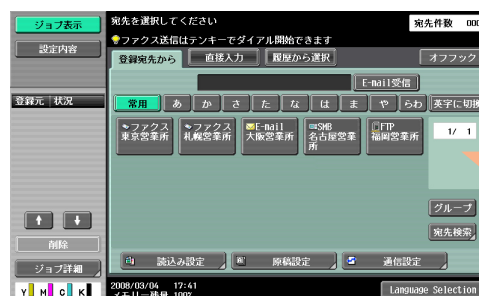 ジョブ表示
設定内容
登録元 状況
削除
ジョブ詳細
Y M C K
宛先を選択してください
宛先件数 000
ファクス送信はテンキーでダイアル開始できます
登録宛先から 直接入力 履歴から選択 オフフック
E-mail受信
常用 あ か さ た な は ま や らわ 英字に切換
ファクス
東京営業所
ファクス
札幌営業所
E-mail
大阪営業所
SMB
名古屋営業所
FTP
福岡営業所
1/ 1
グループ
宛先検索
読込み設定 原稿設定 通信設定
2008/03/04 17:41
メモリー残量 100%
Language Selection